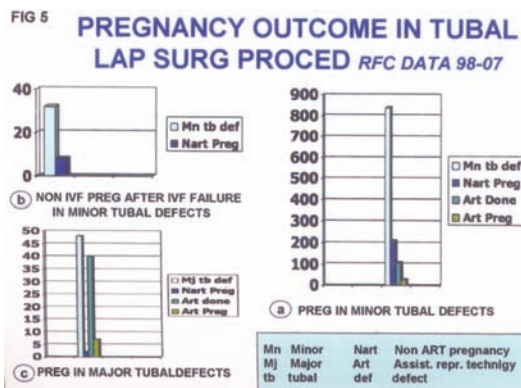 FIG 5
PREGNANCY OUTCOME IN TUBAL
LAP SURG PROCED RFC DATA 98-07
40
20
0
Mn tb def
Nart Preg
b NON IVF PREG AFTER IVF FAILURE
IN MINOR TUBAL DEFECTS
50
45
40
35
30
25
20
15
10
5
0
Mj tb def
Nart Preg
Art done
Art Preg
c PREG IN MAJOR TUBALDEFECTS
900
800
700
600
500
400
300
200
100
0
Mn tb def
Nart Preg
Art Done
Art Preg
a PREG IN MINOR TUBAL DEFECTS
Mn Minor Nart Non ART pregnancy
Mj Major Art Assist. repr. technigy
tb tubal def defect